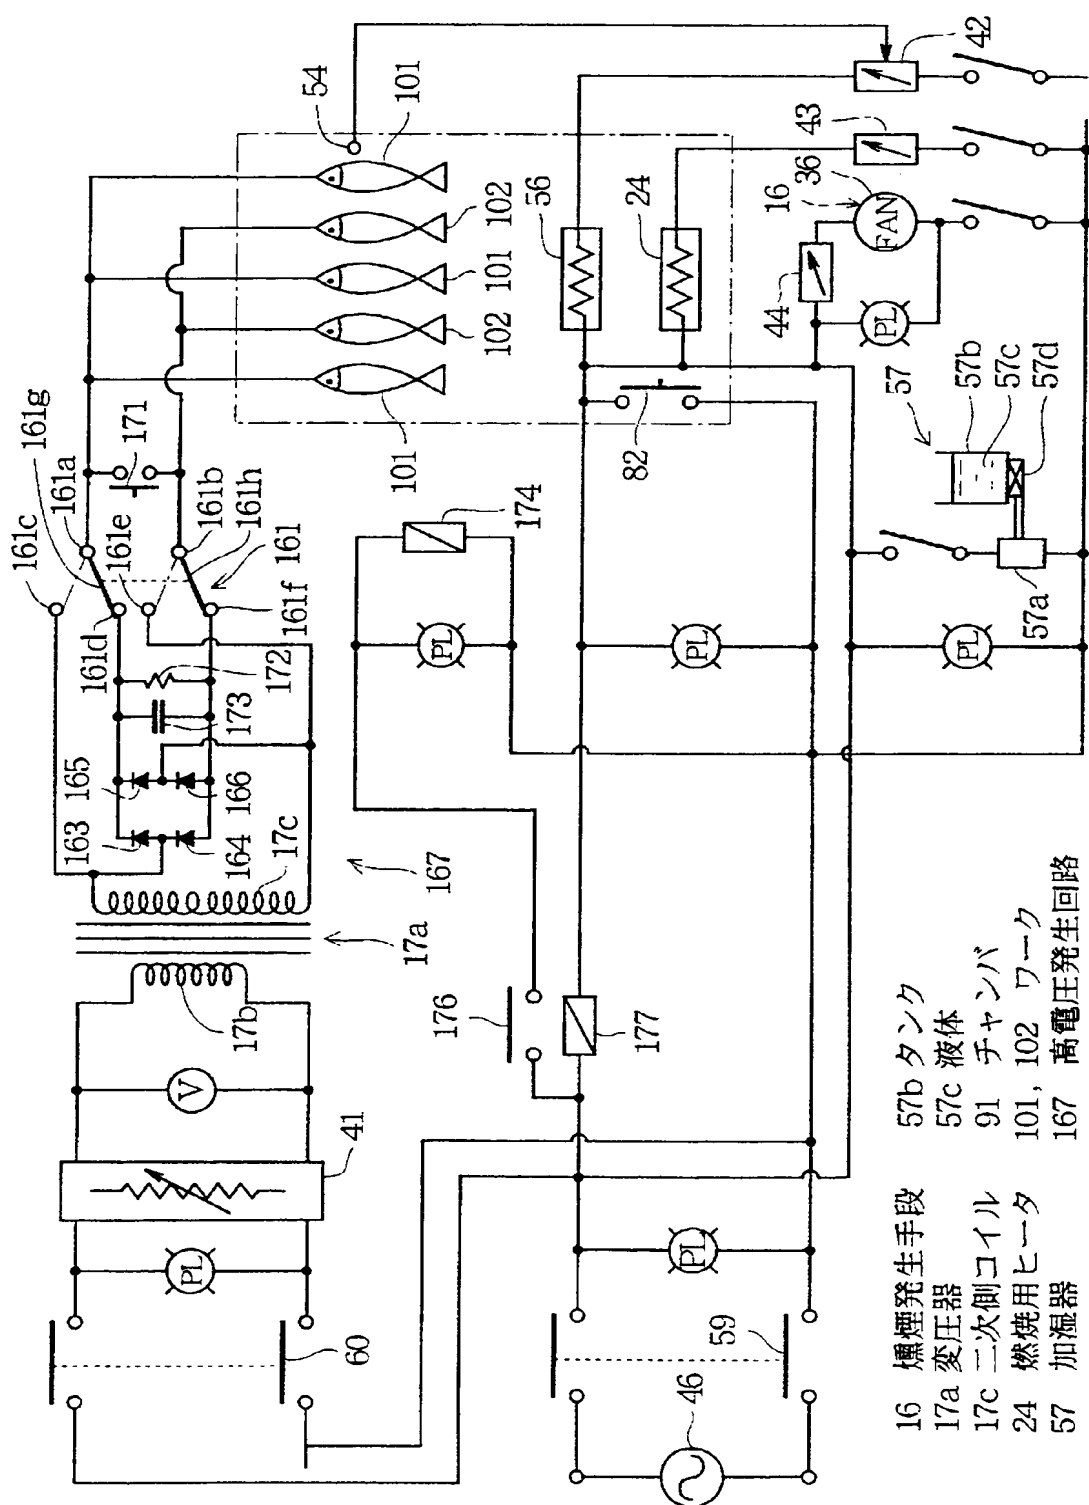 54
101
42
43
16
36
102
56
24
FAN
44
PL
101
102
101
82
57
57b
57c
57d
57a
161g
171
161a
161c
161b
161e
161h
161
161f
161d
172
173
165
166
163
164
17c
167
17a
17b
174
PL
PL
PL
176
177
V
41
PL
PL
60
59
46
16 燻煙発生手段
17a 変圧器
17c 二次側コイル
24 燃焼用ヒータ
57 加湿器
57b タンク
57c 液体
91 チャンバ
101, 102 ワーク
167 高電圧発生回路